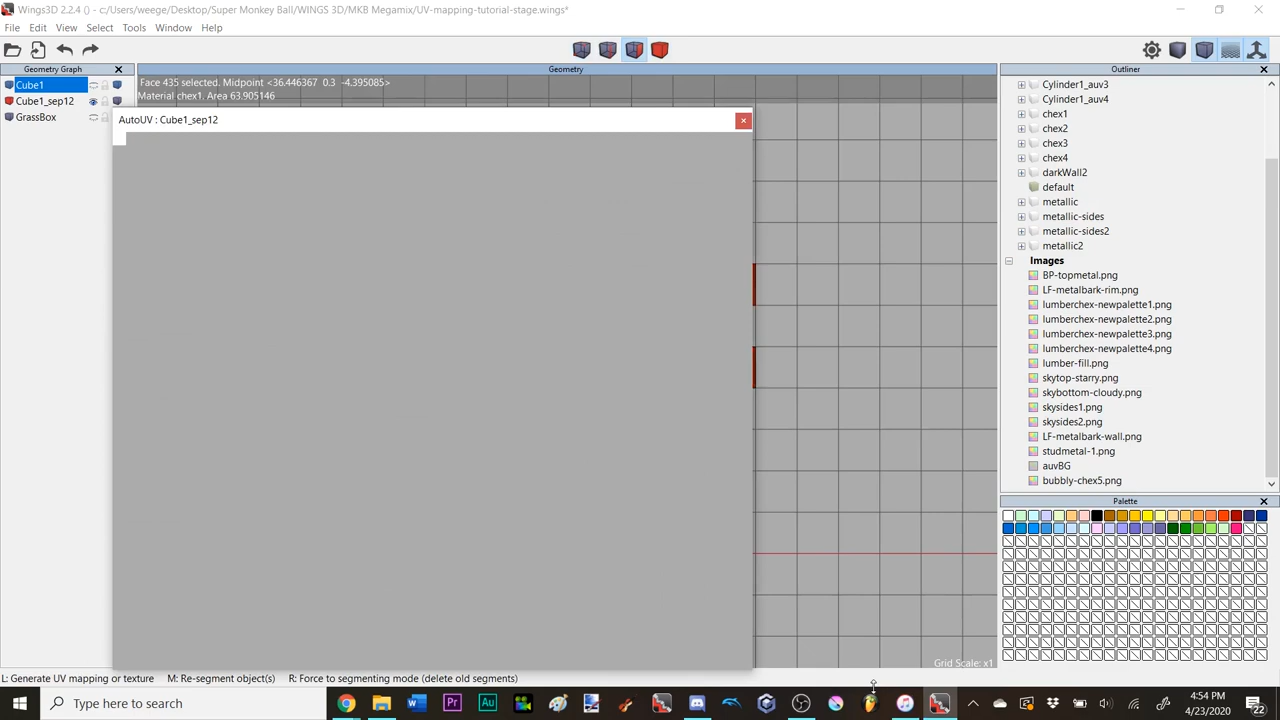 Wings3D 2.2.4 () - c:/Users/weege/Desktop/Super Monkey Ball/WINGS 3D/MKB Megamix/UV-mapping-tutorial-stage.wings*
File Edit View Select Tools Window Help
Geometry Graph
Geometry
Outliner
Cube1
Cube1_sep12
GrassBox
Face 435 selected. Midpoint <36.446367 0.3 -4.395085>
Material chex1. Area 63.905146
AutoUV : Cube1_sep12
Grid Scale: x1
Cylinder1_auv3
Cylinder1_auv4
chex1
chex2
chex3
chex4
darkWall2
default
metallic
metallic-sides
metallic-sides2
metallic2
Images
BP-topmetal.png
LF-metalbark-rim.png
lumberchex-newpalette1.png
lumberchex-newpalette2.png
lumberchex-newpalette3.png
lumberchex-newpalette4.png
lumber-fill.png
skytop-starry.png
skybottom-cloudy.png
skysides1.png
skysides2.png
LF-metalbark-wall.png
studmetal-1.png
auvBG
bubbly-chex5.png
Palette
L: Generate UV mapping or texture M: Re-segment object(s) R: Force to segmenting mode (delete old segments)
Type here to search
Pr
Au
4:54 PM
4/23/2020
22